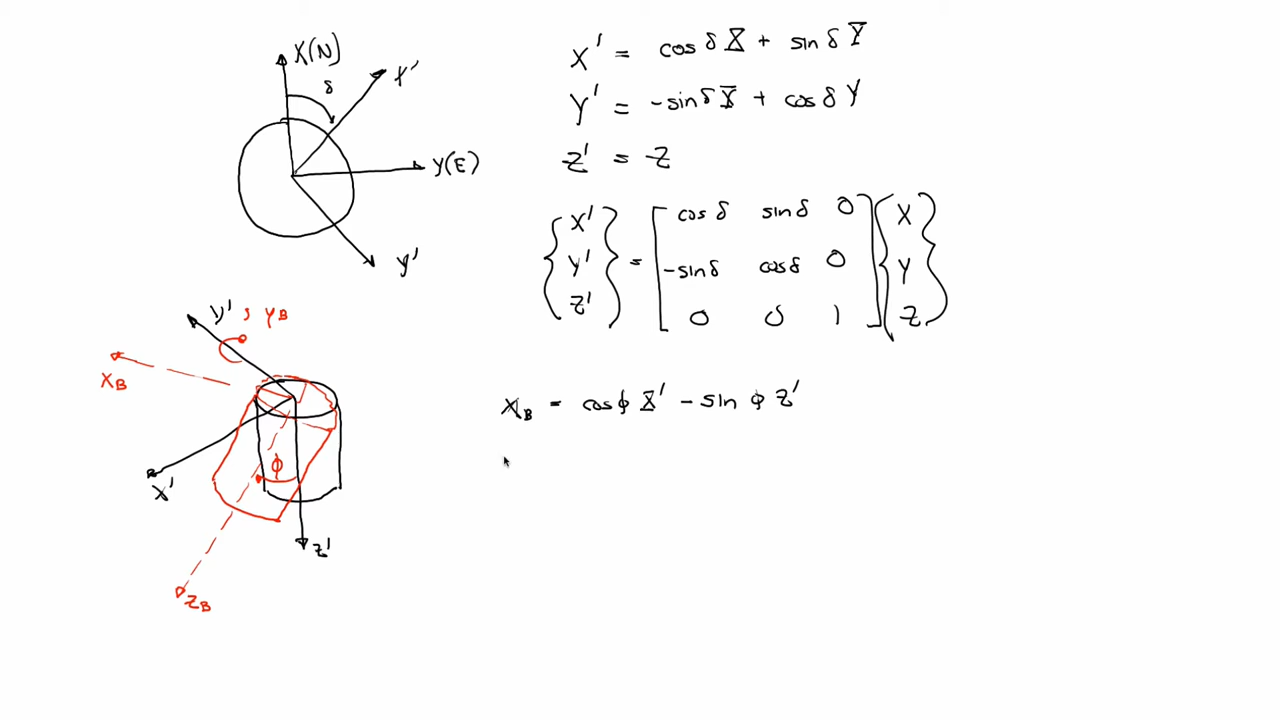 X(N)
δ
X'
Y(E)
Y'
X' = cos δ X + sin δ Y
Y' = -sin δ X + cos δ Y
Z' = Z
{ X' } = [ cos δ sin δ 0 ] { X }
{ Y' } [ -sin δ cos δ 0 ] { Y }
{ Z' } [ 0 0 1 ] { Z }
y' , yB
xB
φ
x'
z'
zB
XB = cos φ X' - sin φ Z'